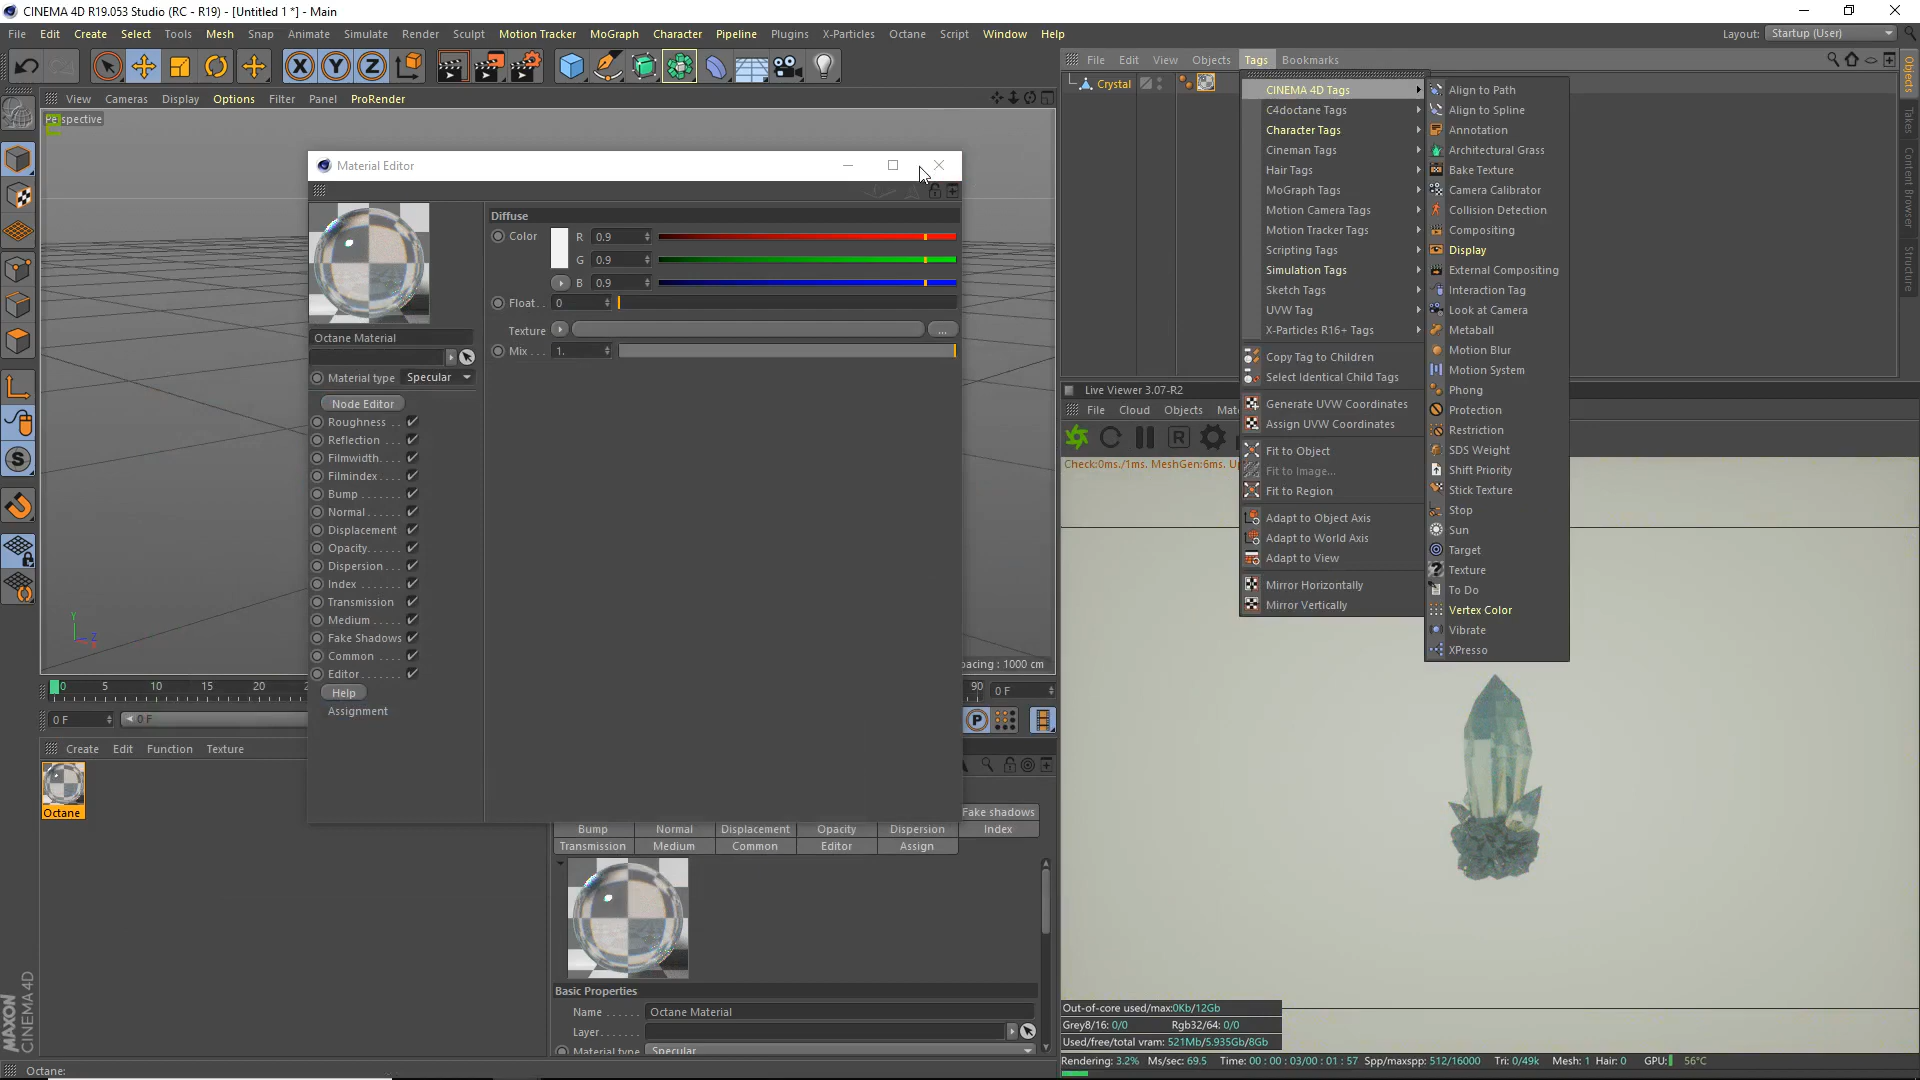 CINEMA 4D R19.053 Studio (RC - R19) - [Untitled 1 *] - Main
File Edit Create Select Tools Mesh Snap Animate Simulate Render Sculpt Motion Tracker MoGraph Character Pipeline Plugins X-Particles Octane Script Window Help
Layout: Startup (User)
View Cameras Display Options Filter Panel ProRender
Perspective
File Edit View Objects Tags Bookmarks
Crystal
Objects
Takes
Content Browser
Structure
CINEMA 4D Tags
C4doctane Tags
Character Tags
Cineman Tags
Hair Tags
MoGraph Tags
Motion Camera Tags
Motion Tracker Tags
Scripting Tags
Simulation Tags
Sketch Tags
UVW Tag
X-Particles R16+ Tags
Copy Tag to Children
Select Identical Child Tags
Generate UVW Coordinates
Assign UVW Coordinates
Fit to Object
Fit to Image...
Fit to Region
Adapt to Object Axis
Adapt to World Axis
Adapt to View
Mirror Horizontally
Mirror Vertically
Align to Path
Align to Spline
Annotation
Architectural Grass
Bake Texture
Camera Calibrator
Collision Detection
Compositing
Display
External Compositing
Interaction Tag
Look at Camera
Metaball
Motion Blur
Motion System
Phong
Protection
Restriction
SDS Weight
Shift Priority
Stick Texture
Stop
Sun
Target
Texture
To Do
Vertex Color
Vibrate
XPresso
Material Editor
Diffuse
Color R 0.9
G 0.9
B 0.9
Float. . 0
Texture ...
Mix . . . 1.
Octane Material
Material type Specular
Node Editor
Roughness . .
Reflection . .
Filmwidth. . . .
Filmindex. . . .
Bump . . . . . .
Normal . . . . .
Displacement
Opacity. . . . .
Dispersion . .
Index . . . . . .
Transmission
Medium . . . .
Fake Shadows
Common . . . .
Editor. . . . . .
Help
Assignment
Live Viewer 3.07-R2
File Cloud Objects Mat
R
Check:0ms./1ms. MeshGen:6ms. U
Y
Z
acing : 1000 cm
0 5 10 15 20 90 0 F
0 F 0 F
P
Create Edit Function Texture
Octane
Fake shadows
Bump Normal Displacement Opacity Dispersion Index
Transmission Medium Common Editor Assign
Basic Properties
Name . . . . . . Octane Material
Layer. . . . . . .
Material type Specular
MAXON
CINEMA 4D
Octane:
Out-of-core used/max:0Kb/12Gb
Grey8/16: 0/0 Rgb32/64: 0/0
Used/free/total vram: 521Mb/5.935Gb/8Gb
Rendering: 3.2% Ms/sec: 69.5 Time: 00 : 00 : 03/00 : 01 : 57 Spp/maxspp: 512/16000 Tri: 0/49k Mesh: 1 Hair: 0 GPU: 56°C